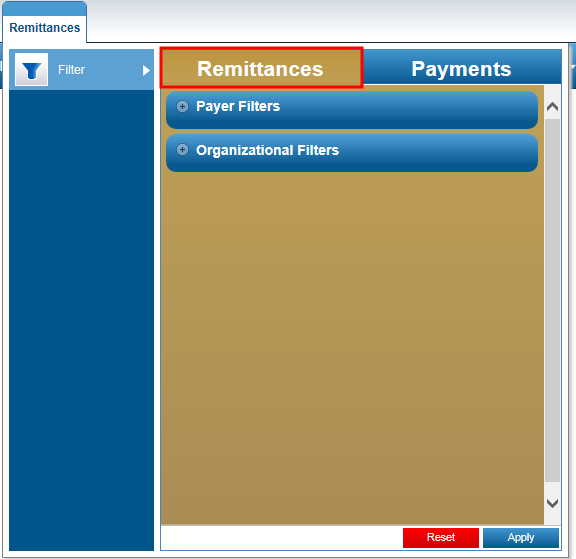 Remittances
Filter
Remittances
Payments
Payer Filters
Organizational Filters
Reset
Apply